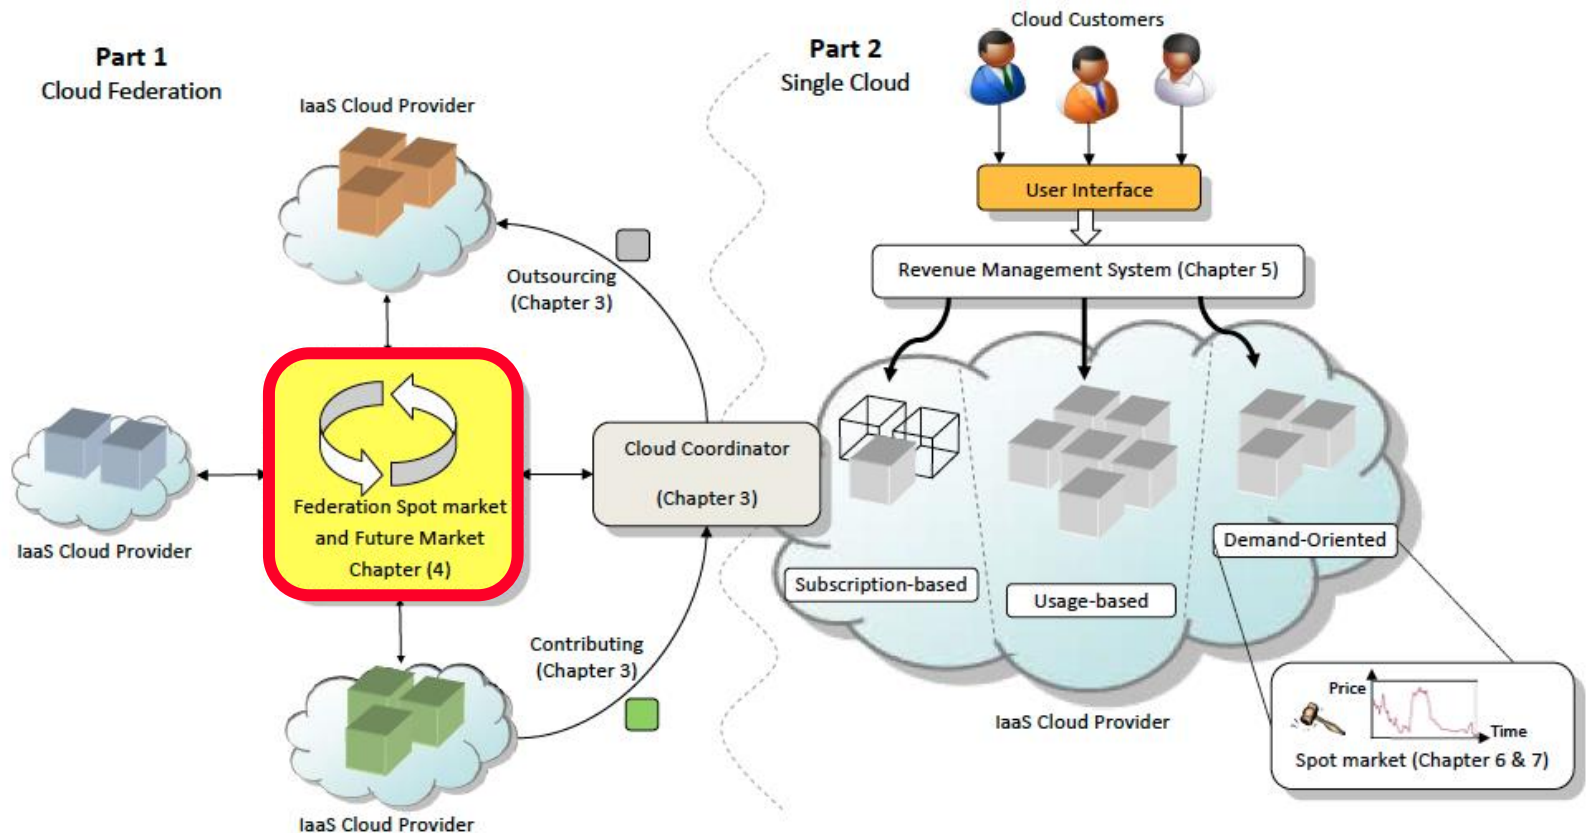 Part 1
Cloud Federation
IaaS Cloud Provider
Outsourcing
(Chapter 3)
Federation Spot market
and Future Market
Chapter (4)
IaaS Cloud Provider
Cloud Coordinator
(Chapter 3)
Contributing
(Chapter 3)
IaaS Cloud Provider
Part 2
Single Cloud
Cloud Customers
User Interface
Revenue Management System (Chapter 5)
Subscription-based
Usage-based
Demand-Oriented
IaaS Cloud Provider
Price
Time
Spot market (Chapter 6 & 7)